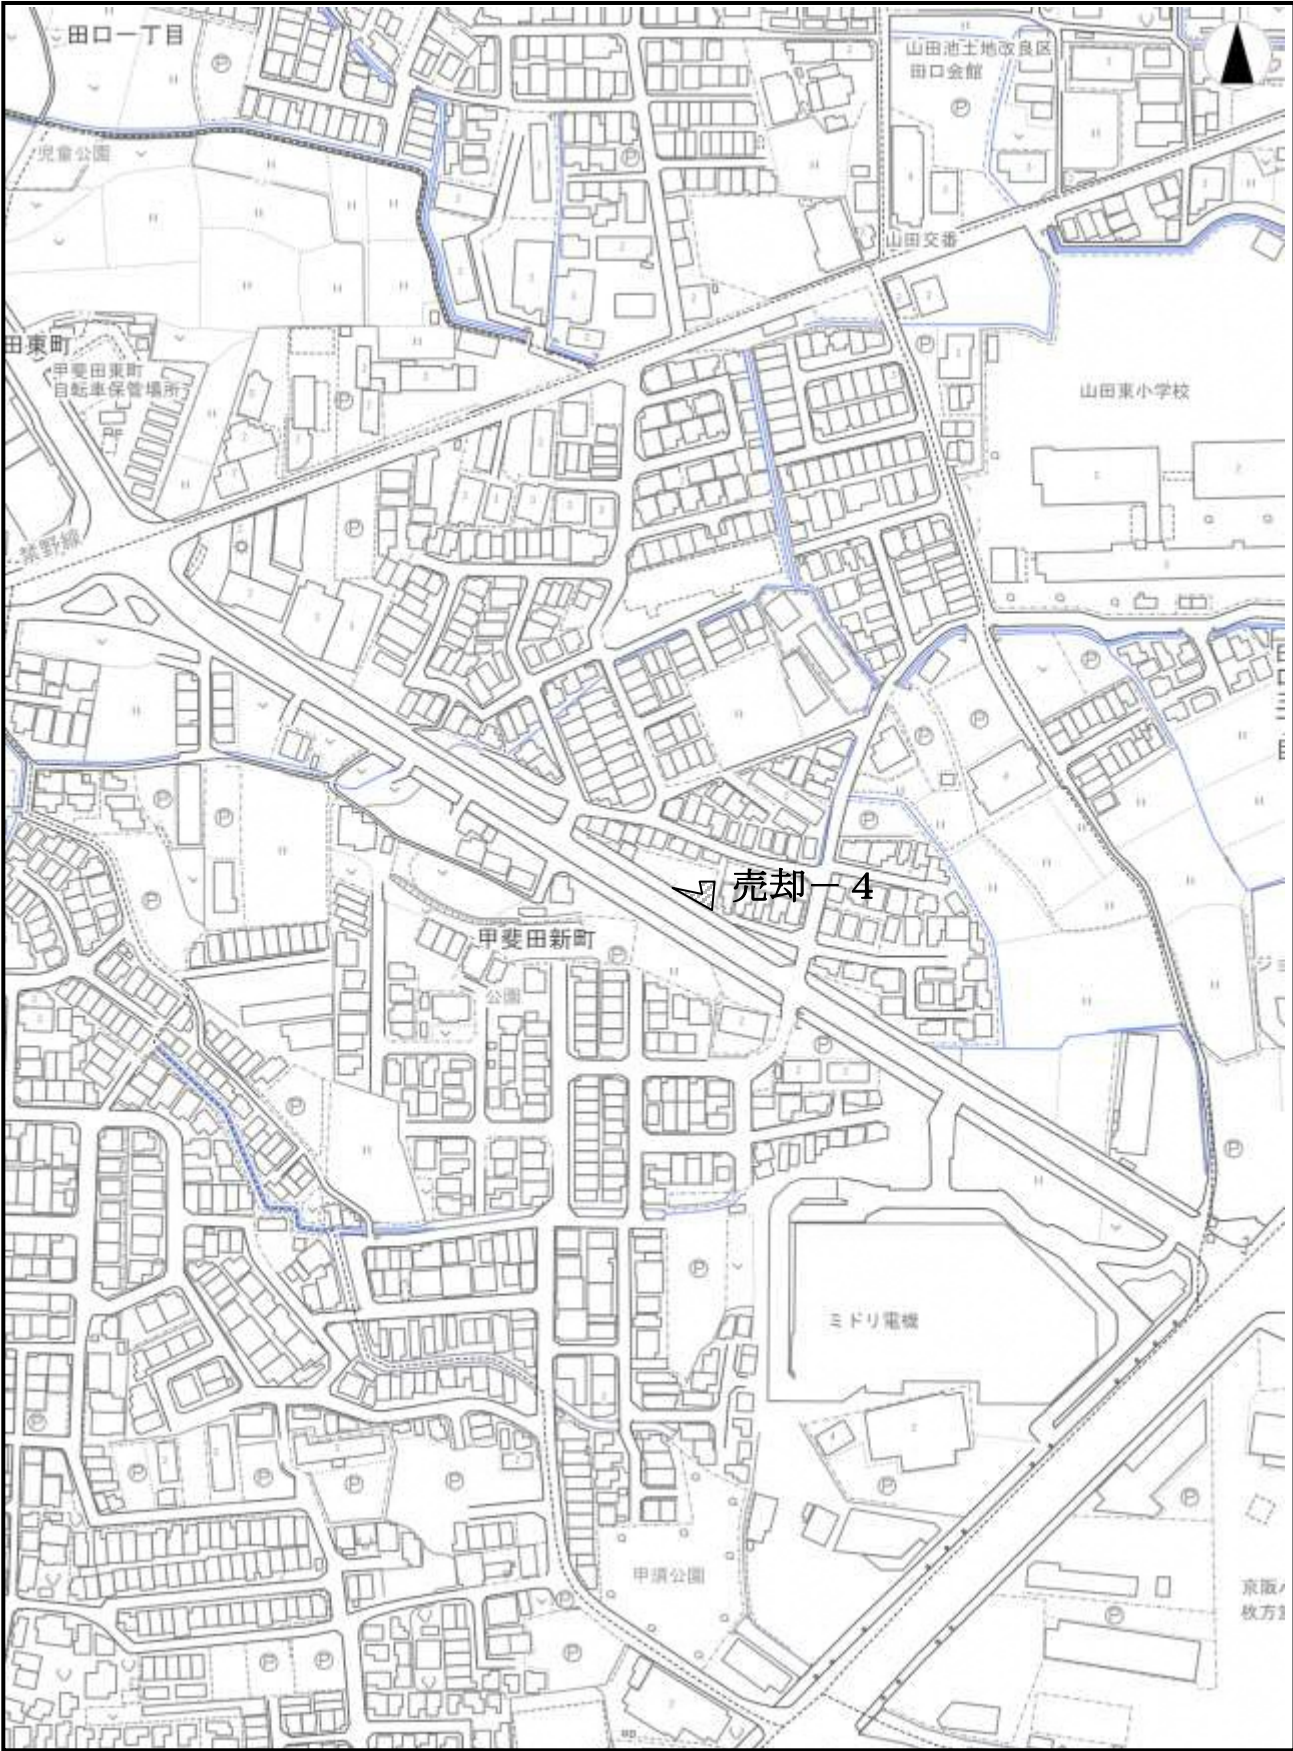 田口一丁目
山田池土地改良区
田口会館
児童公園
山田交番
田東町
甲斐田東町
自転車保管場所
山田東小学校
禁野線
売却－４
甲斐田新町
公園
ミドリ電機
甲須公園
京阪
枚方